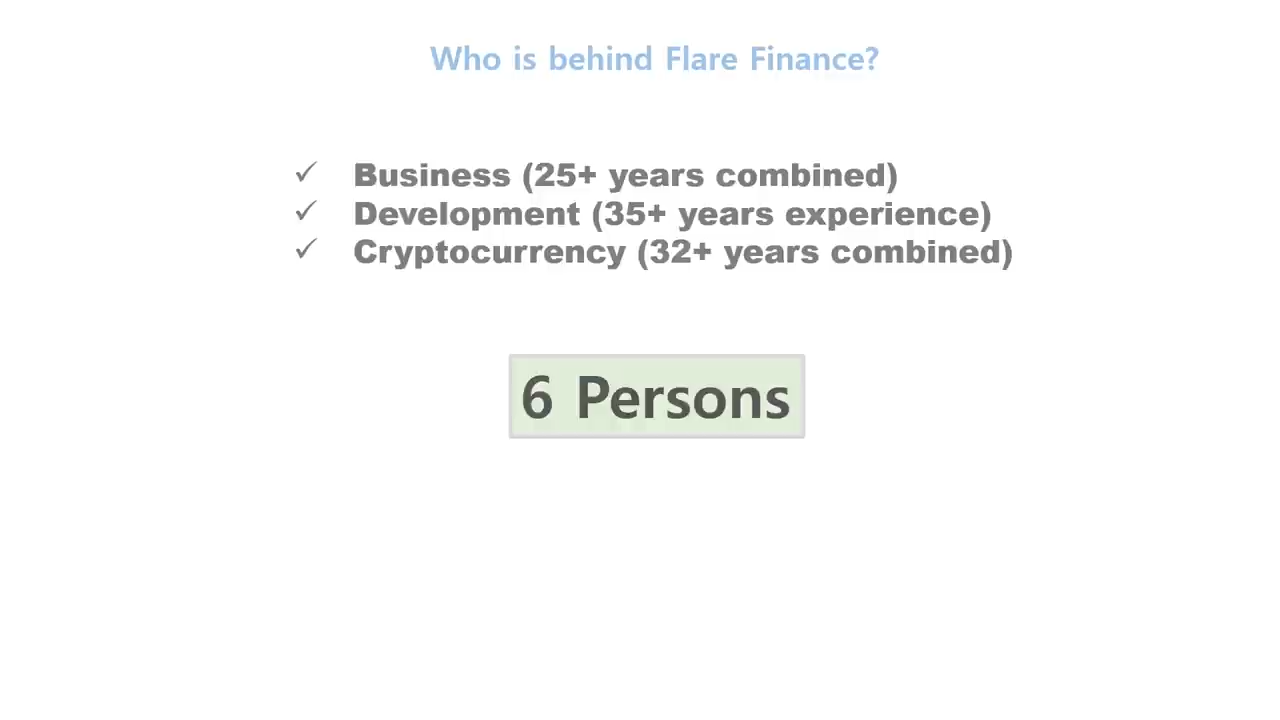 Who is behind Flare Finance?
✓ Business (25+ years combined)
✓ Development (35+ years experience)
✓ Cryptocurrency (32+ years combined)
6 Persons